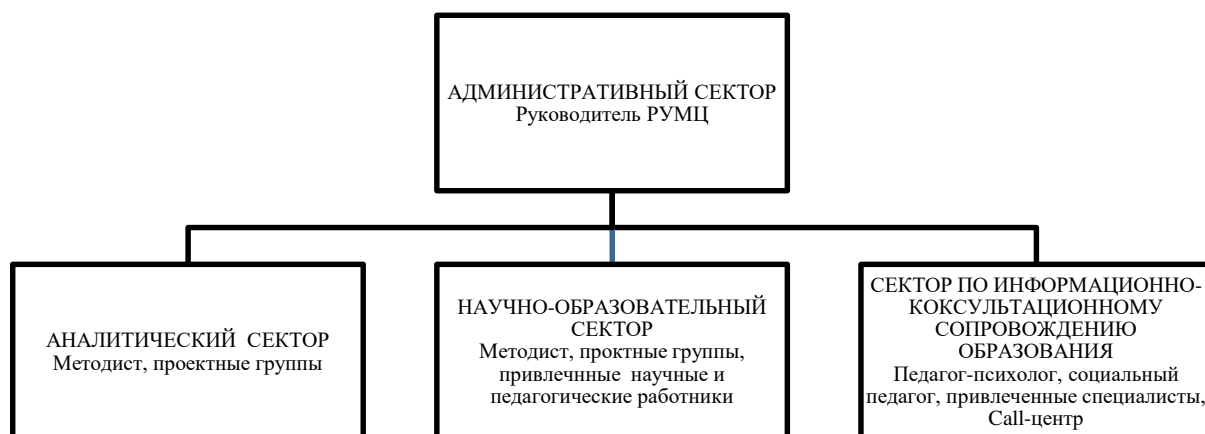 АДМИНИСТРАТИВНЫЙ СЕКТОР
Руководитель РУМЦ
АНАЛИТИЧЕСКИЙ СЕКТОР
Методист, проектные группы
НАУЧНО-ОБРАЗОВАТЕЛЬНЫЙ
СЕКТОР
Методист, проктные группы,
привлечнные научные и
педагогические работники
СЕКТОР ПО ИНФОРМАЦИОННО-
КОКСУЛЬТАЦИОННОМУ
СОПРОВОЖДЕНИЮ
ОБРАЗОВАНИЯ
Педагог-психолог, социальный
педагог, привлеченные специалисты,
Call-центр